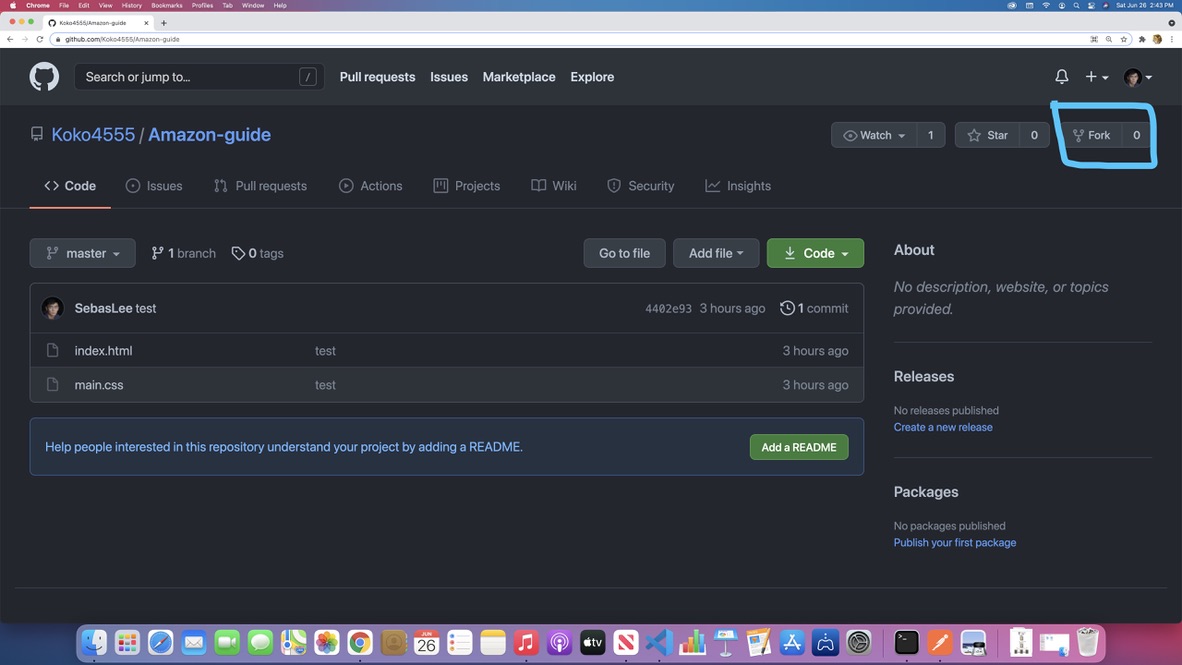 Chrome File Edit View History Bookmarks Profiles Tab Window Help Sat Jun 26 2:43 PM
Koko4555/Amazon-guide
github.com/Koko4555/Amazon-guide
Search or jump to... / Pull requests Issues Marketplace Explore
Koko4555 / Amazon-guide Watch 1 Star 0 Fork 0
Code Issues Pull requests Actions Projects Wiki Security Insights
master 1 branch 0 tags Go to file Add file Code
About
No description, website, or topics
provided.
SebasLee test 4402e93 3 hours ago 1 commit
index.html test 3 hours ago
main.css test 3 hours ago
Releases
No releases published
Create a new release
Help people interested in this repository understand your project by adding a README. Add a README
Packages
No packages published
Publish your first package
JUN
26
tv